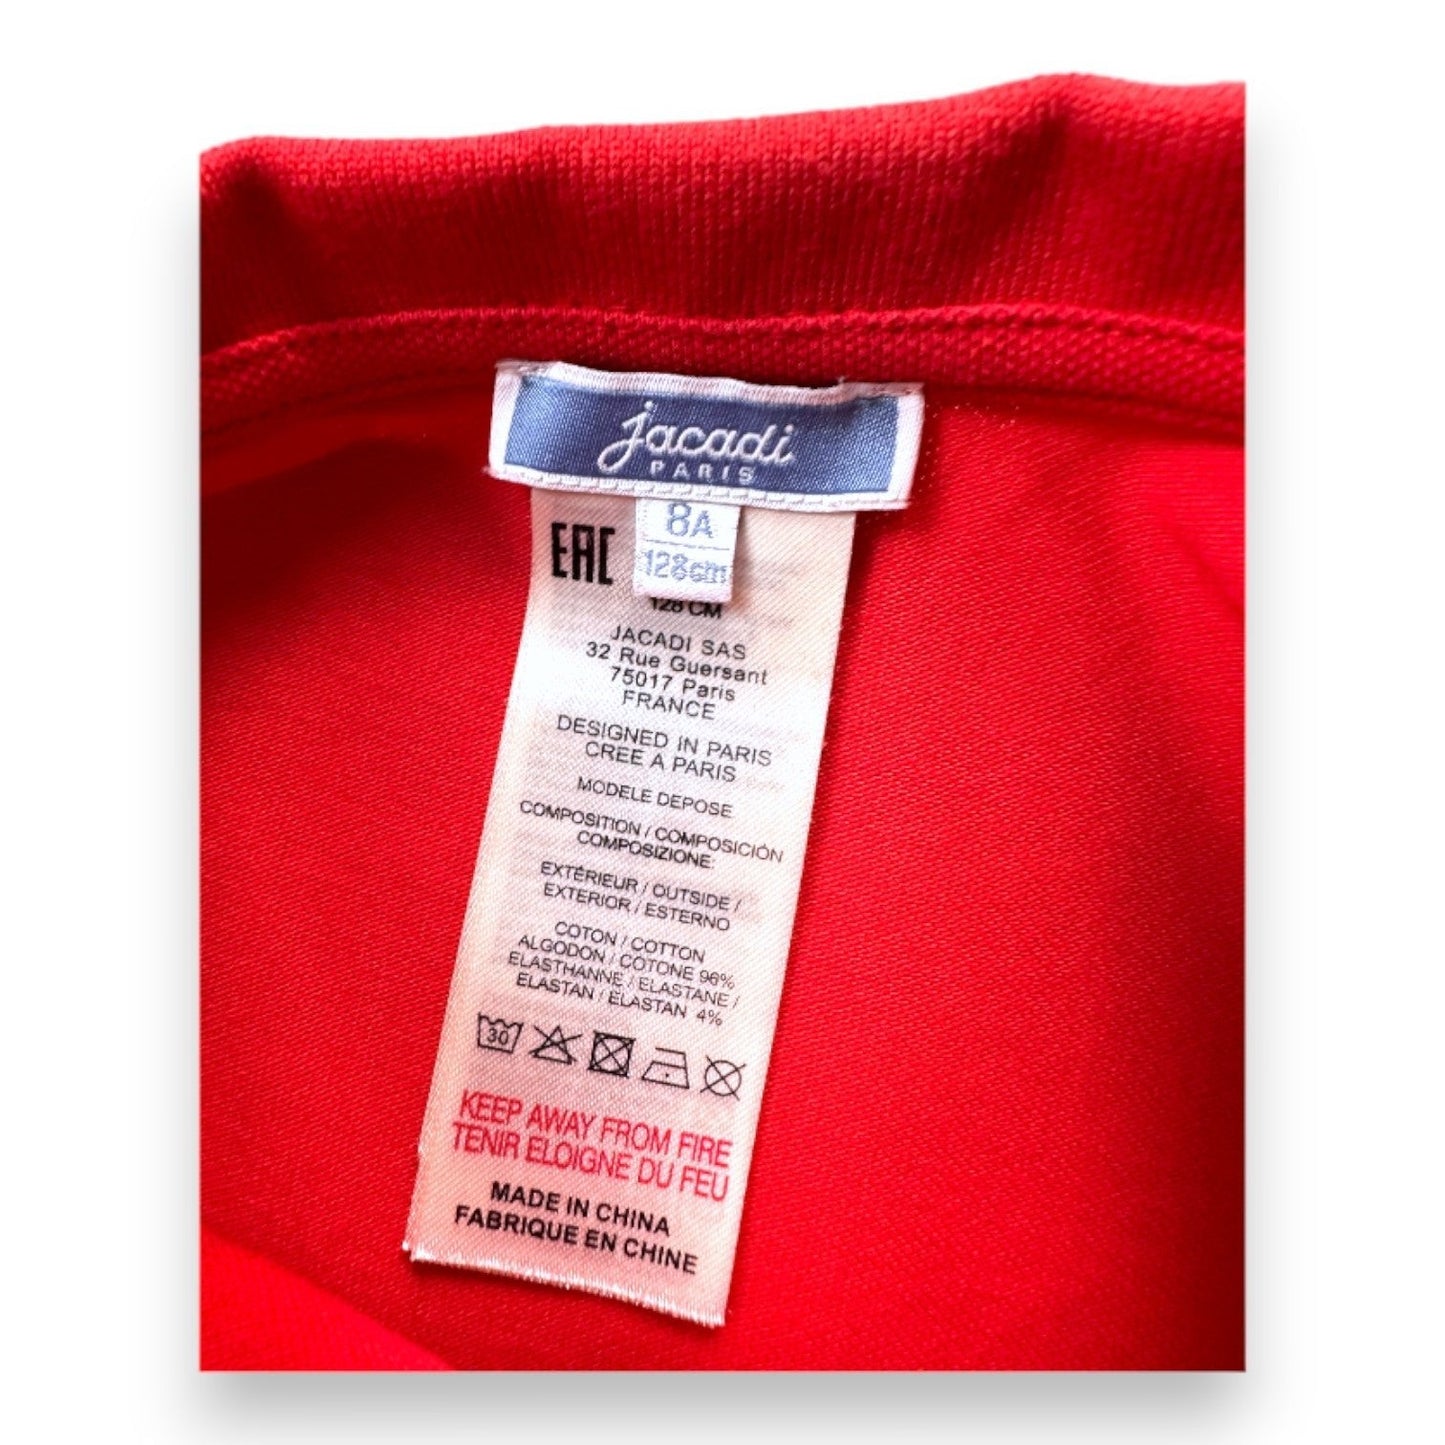 jacadi
PARIS
8A
128cm
EAC
128 CM
JACADI SAS
32 Rue Guersant
75017 Paris
FRANCE
DESIGNED IN PARIS
CREE A PARIS
MODELE DEPOSE
COMPOSITION / COMPOSICIÓN
COMPOSIZIONE:
EXTÉRIEUR / OUTSIDE /
EXTERIOR / ESTERNO
COTON / COTTON
ALGODON / COTONE 96%
ELASTHANNE / ELASTANE /
ELASTAN / ELASTAN 4%
30
KEEP AWAY FROM FIRE
TENIR ELOIGNE DU FEU
MADE IN CHINA
FABRIQUE EN CHINE